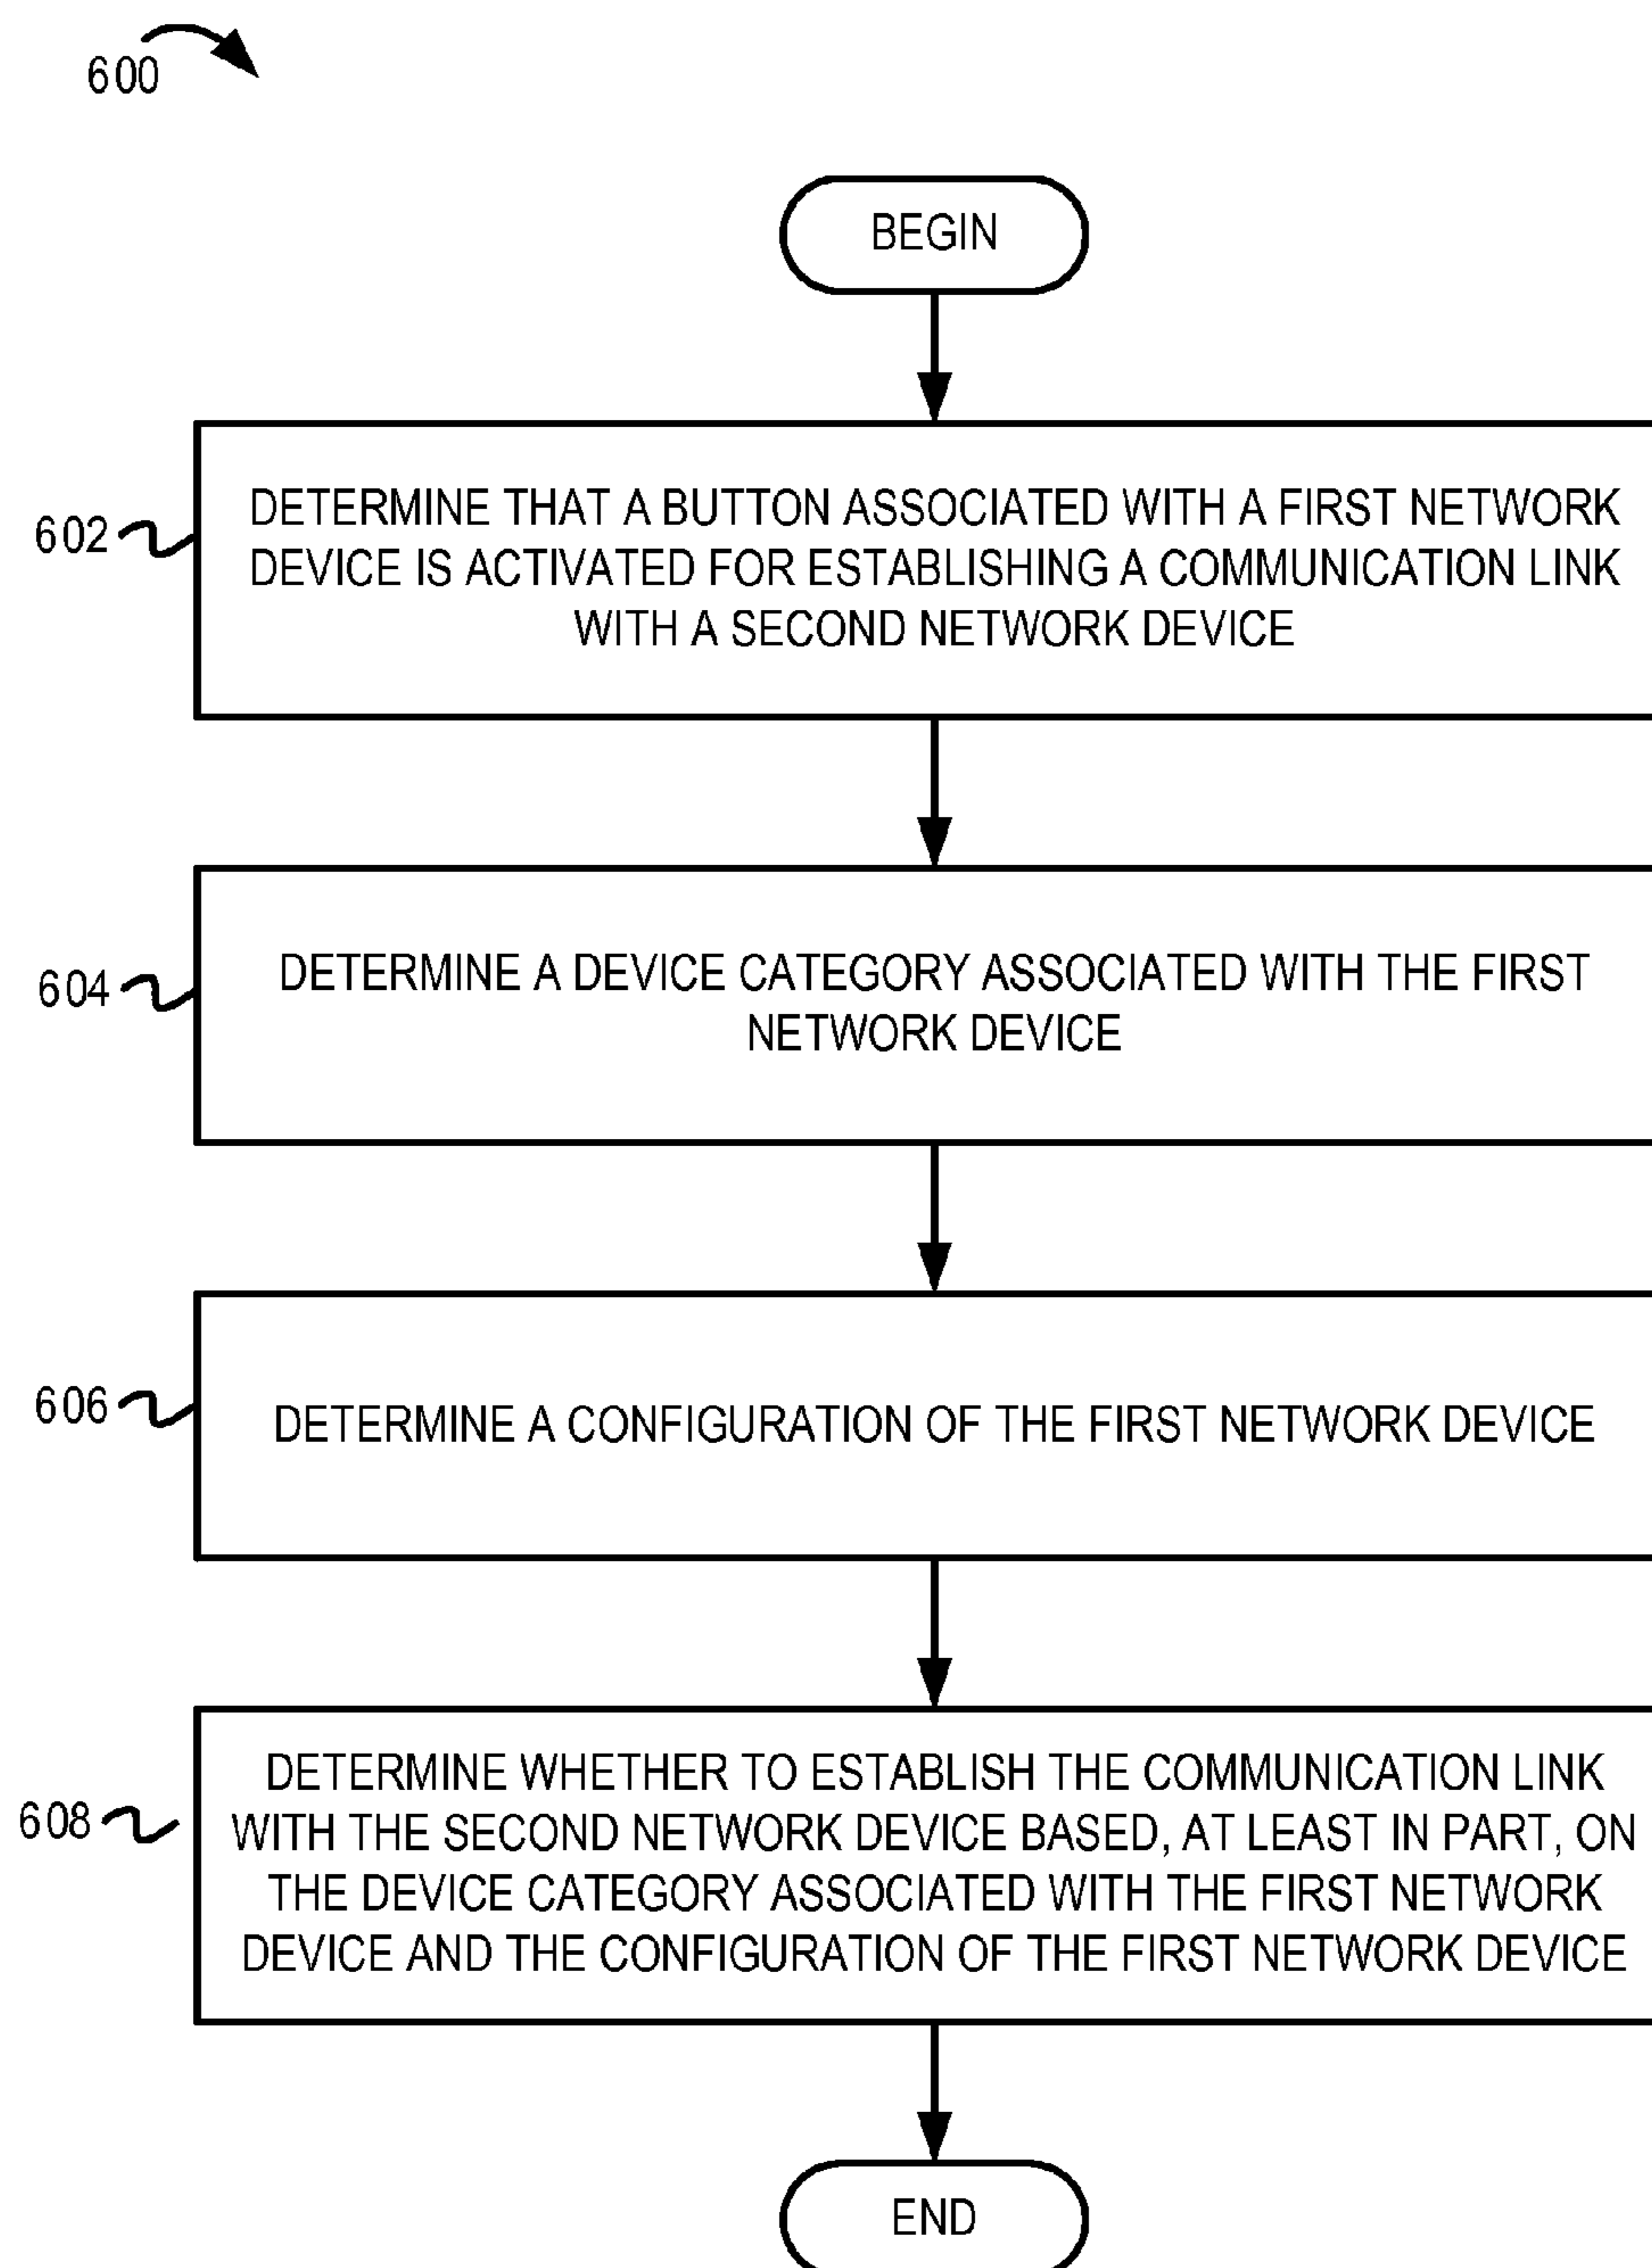 600
BEGIN
602
DETERMINE THAT A BUTTON ASSOCIATED WITH A FIRST NETWORK
DEVICE IS ACTIVATED FOR ESTABLISHING A COMMUNICATION LINK
WITH A SECOND NETWORK DEVICE
604
DETERMINE A DEVICE CATEGORY ASSOCIATED WITH THE FIRST
NETWORK DEVICE
606
DETERMINE A CONFIGURATION OF THE FIRST NETWORK DEVICE
608
DETERMINE WHETHER TO ESTABLISH THE COMMUNICATION LINK
WITH THE SECOND NETWORK DEVICE BASED, AT LEAST IN PART, ON
THE DEVICE CATEGORY ASSOCIATED WITH THE FIRST NETWORK
DEVICE AND THE CONFIGURATION OF THE FIRST NETWORK DEVICE
END